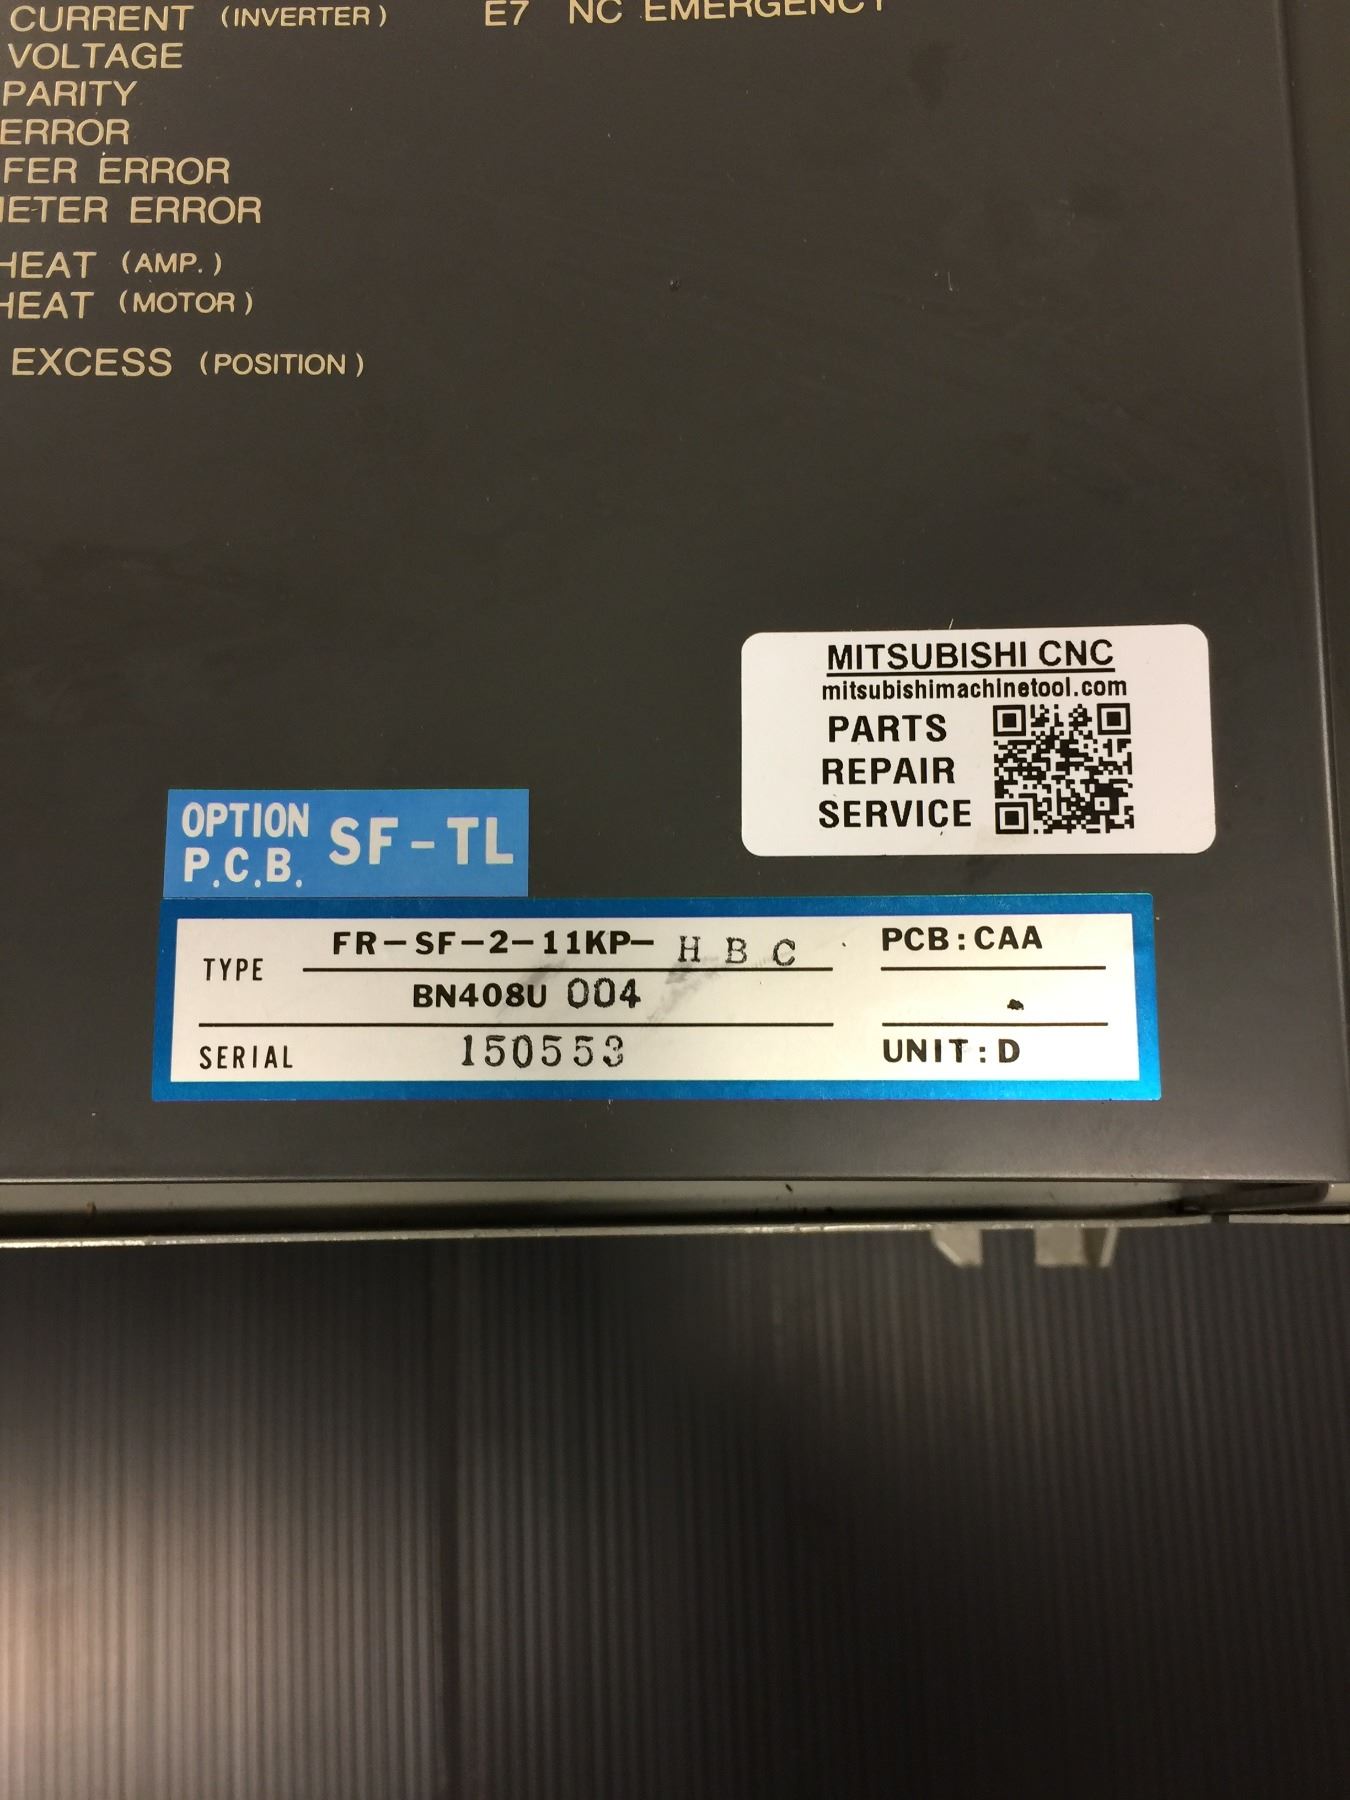 CURRENT (INVERTER) E7 NC EMERGENCY
VOLTAGE
PARITY
ERROR
FER ERROR
METER ERROR
HEAT (AMP.)
HEAT (MOTOR)
EXCESS (POSITION)
MITSUBISHI CNC
mitsubishimachinetool.com
PARTS
REPAIR
SERVICE
OPTION P.C.B. SF-TL
TYPE FR-SF-2-11KP-HBC PCB:CAA
BN408U 004
SERIAL 150553 UNIT:D